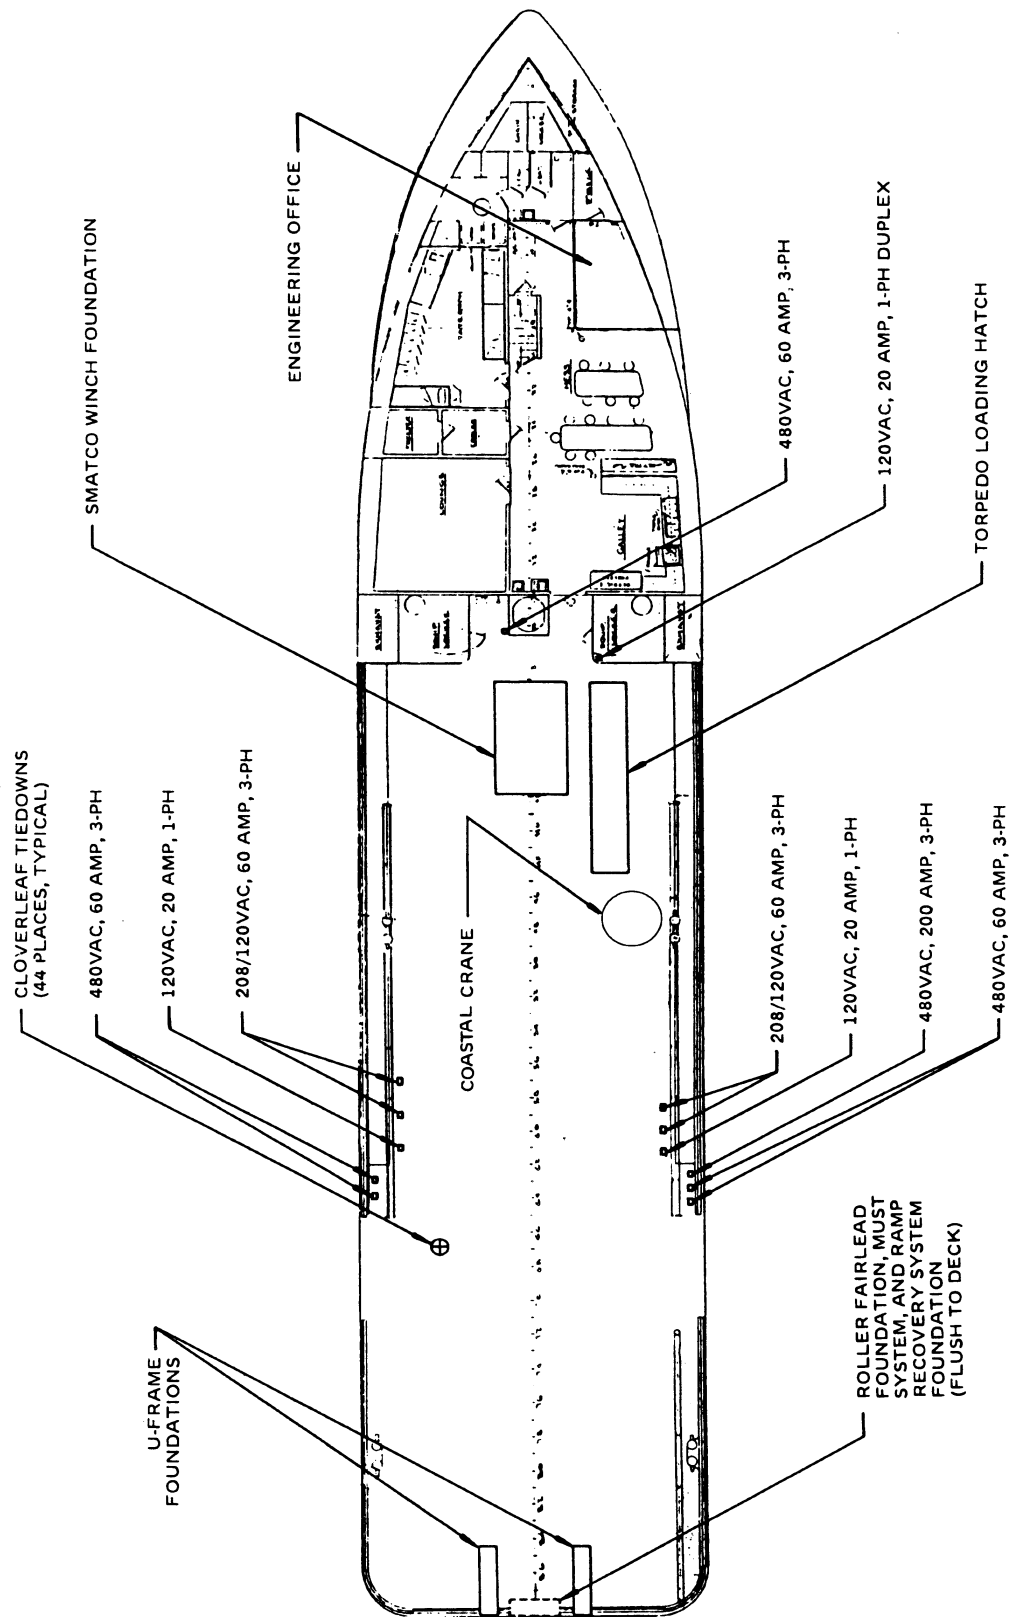 CLOVERLEAF TIEDOWNS
(44 PLACES, TYPICAL)
480VAC, 60 AMP, 3-PH
120VAC, 20 AMP, 1-PH
208/120VAC, 60 AMP, 3-PH
SMATCO WINCH FOUNDATION
ENGINEERING OFFICE
U-FRAME
FOUNDATIONS
COASTAL CRANE
LOUNGE
MESS
GALLEY
480VAC, 60 AMP, 3-PH
120VAC, 20 AMP, 1-PH DUPLEX
TORPEDO LOADING HATCH
208/120VAC, 60 AMP, 3-PH
120VAC, 20 AMP, 1-PH
480VAC, 200 AMP, 3-PH
480VAC, 60 AMP, 3-PH
ROLLER FAIRLEAD
FOUNDATION, MUST
SYSTEM, AND RAMP
RECOVERY SYSTEM
FOUNDATION
(FLUSH TO DECK)